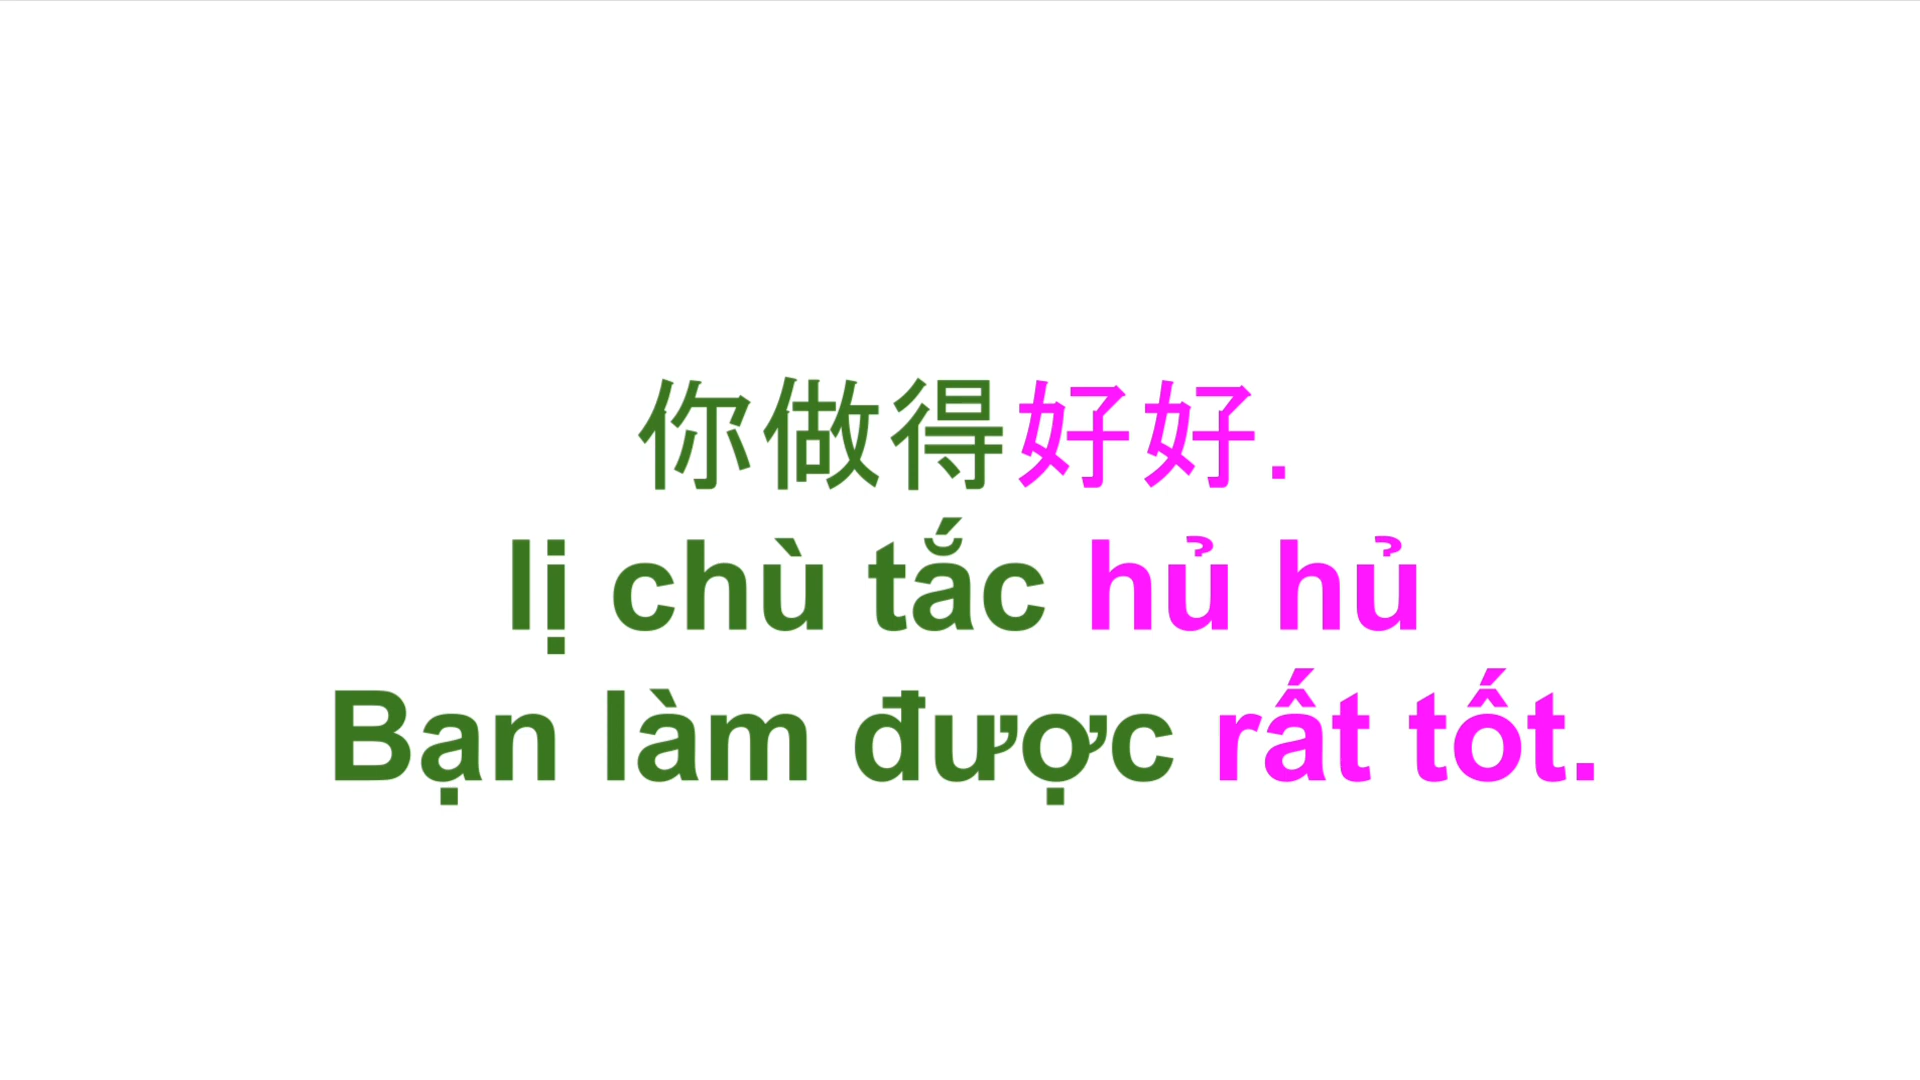 你做得好好.
lị chù tắc hủ hủ
Bạn làm được rất tốt.